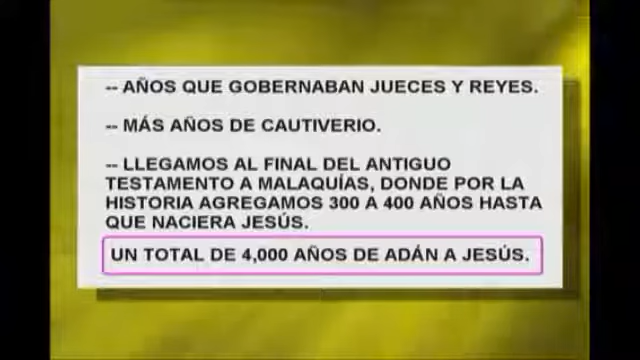 -- AÑOS QUE GOBERNABAN JUECES Y REYES.
-- MÁS AÑOS DE CAUTIVERIO.
-- LLEGAMOS AL FINAL DEL ANTIGUO
TESTAMENTO A MALAQUÍAS, DONDE POR LA
HISTORIA AGREGAMOS 300 A 400 AÑOS HASTA
QUE NACIERA JESÚS.
UN TOTAL DE 4,000 AÑOS DE ADÁN A JESÚS.